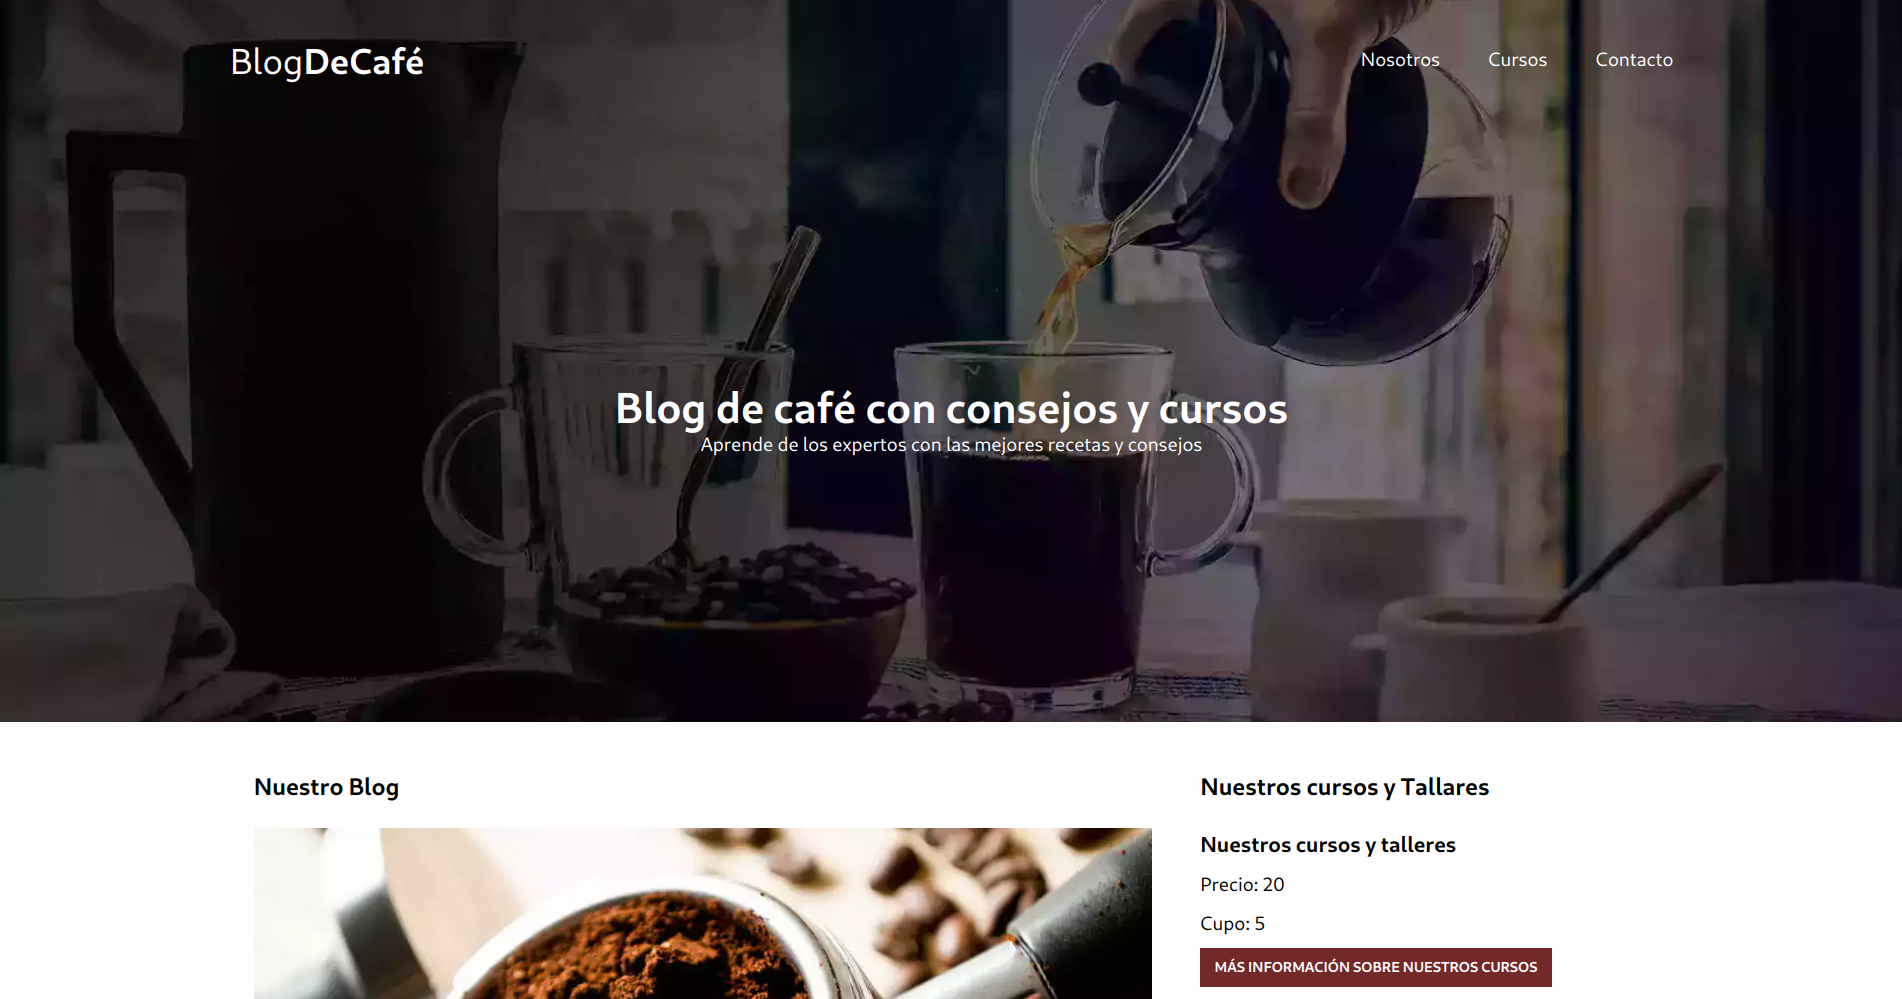 BlogDeCafé
Nosotros Cursos Contacto
Blog de café con consejos y cursos
Aprende de los expertos con las mejores recetas y consejos
Nuestro Blog
Nuestros cursos y Tallares
Nuestros cursos y talleres
Precio: 20
Cupo: 5
MÁS INFORMACIÓN SOBRE NUESTROS CURSOS